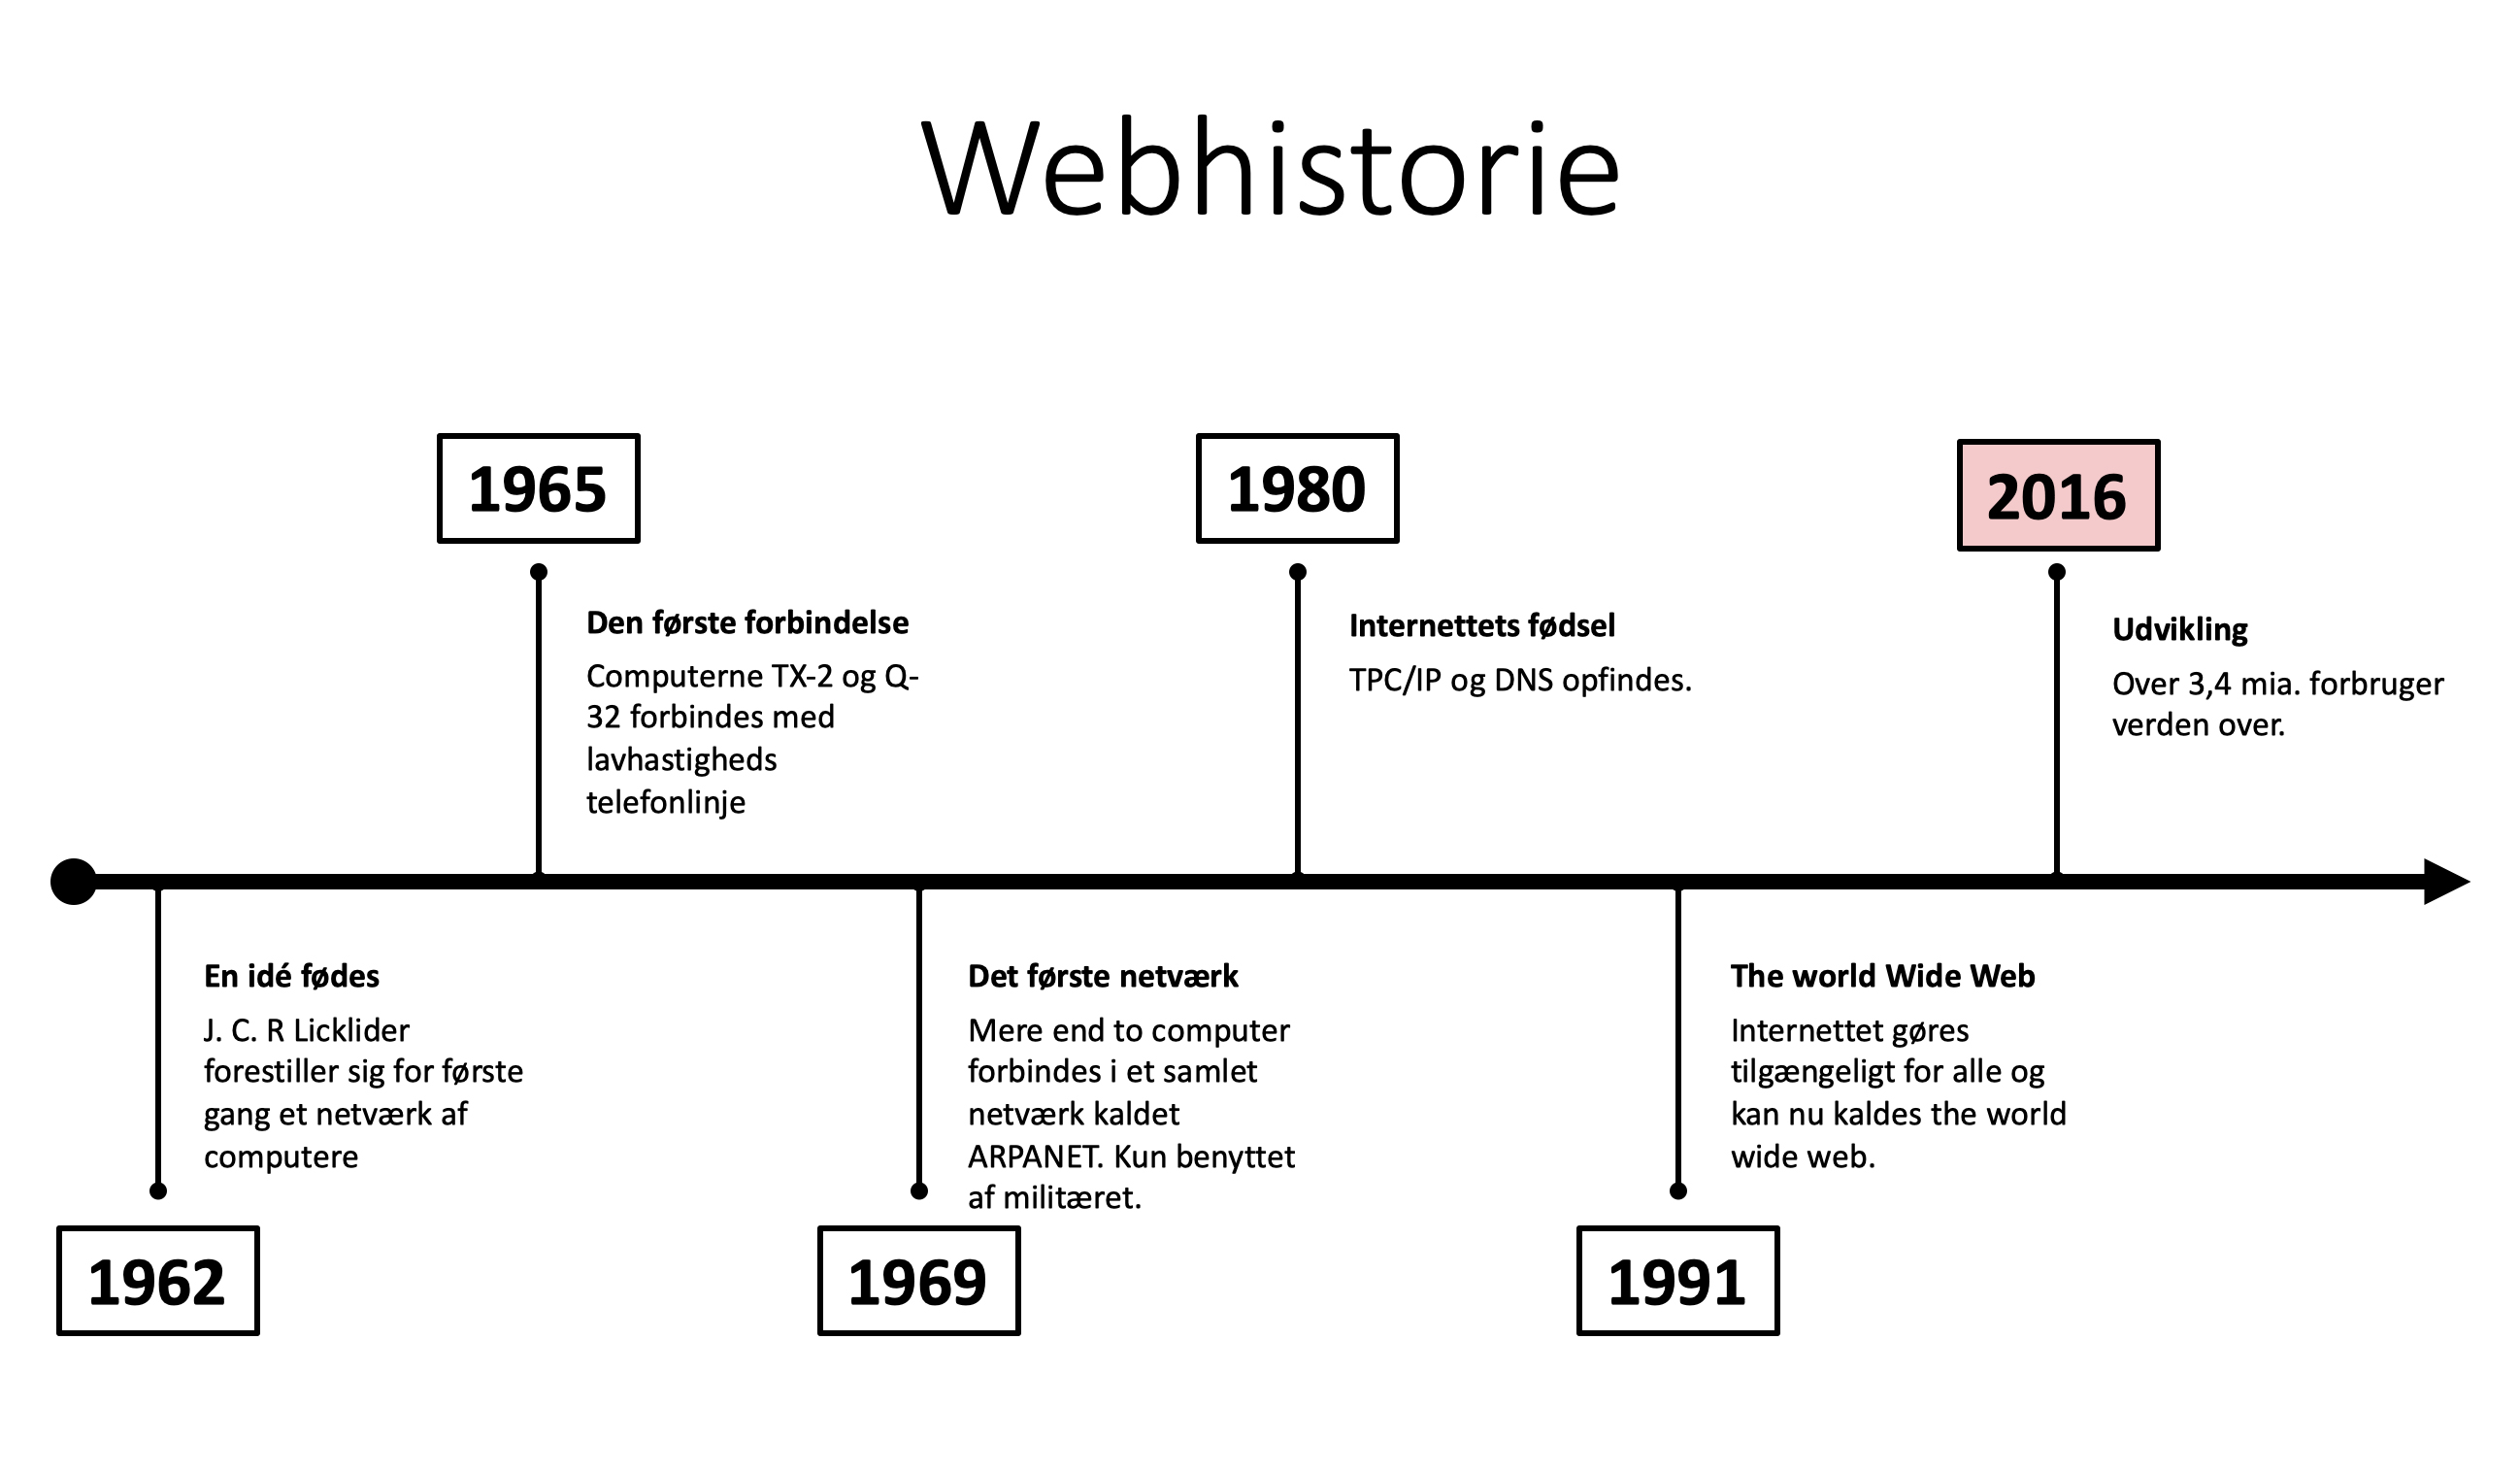 Webhistorie
1965
Den første forbindelse
Computerne TX-2 og Q-
32 forbindes med
lavhastigheds
telefonlinje
1980
Internettets fødsel
TPC/IP og DNS opfindes.
2016
Udvikling
Over 3,4 mia. forbruger
verden over.
En idé fødes
J. C. R Licklider
forestiller sig for første
gang et netværk af
computere
1962
Det første netværk
Mere end to computer
forbindes i et samlet
netværk kaldet
ARPANET. Kun benyttet
af militæret.
1969
The world Wide Web
Internettet gøres
tilgængeligt for alle og
kan nu kaldes the world
wide web.
1991